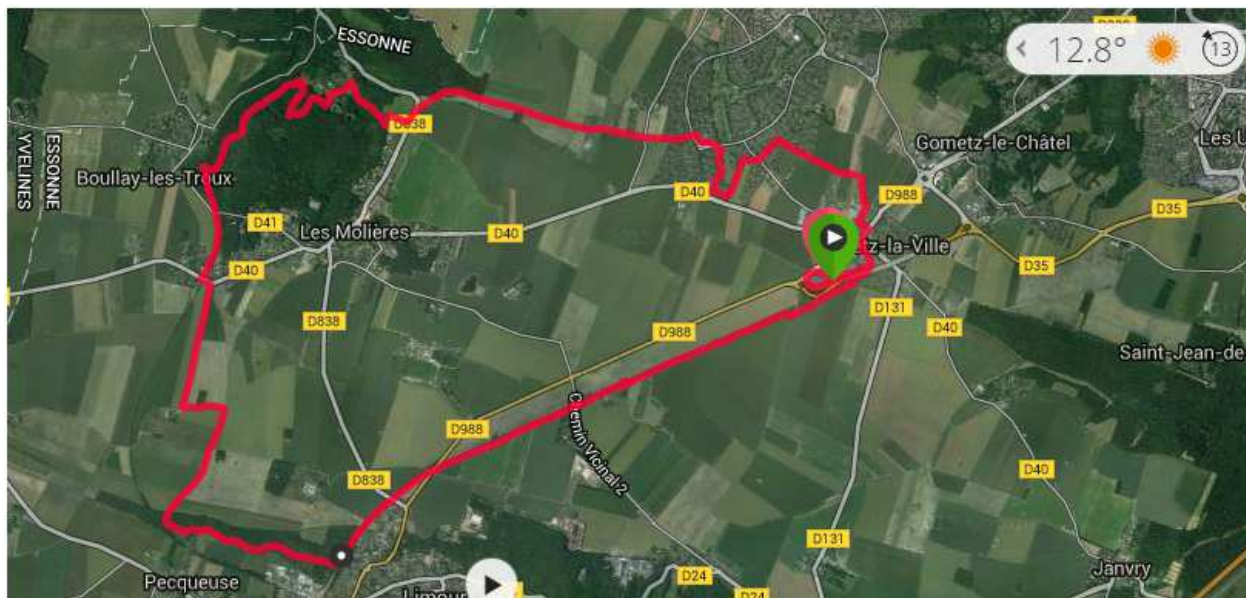 ESSONNE
12.8°
13
ESSONNE
YVELINES
D838
Gometz-le-Châtel
Les U
Boullay-les-Troux
D40
D988
D35
D41
Les Molières
D40
etz-la-Ville
D40
D35
D838
D988
D131
D40
Saint-Jean-de
D988
Chemin Vicinal 2
D838
D40
D131
Pecqueuse
D24
Janvry
Limour
D24